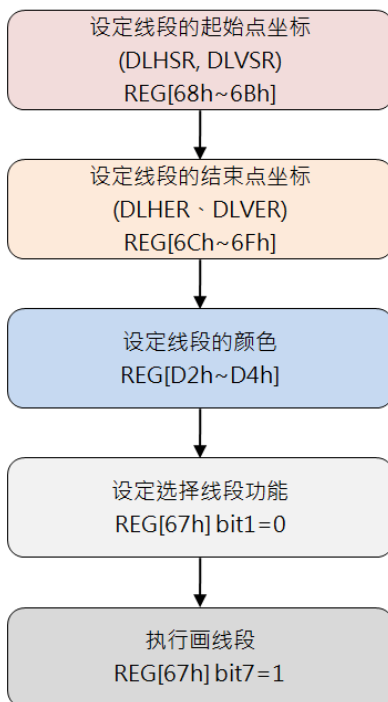 设定线段的起始点坐标
(DLHSR, DLVSR)
REG[68h~6Bh]
设定线段的结束点坐标
(DLHER、DLVER)
REG[6Ch~6Fh]
设定线段的颜色
REG[D2h~D4h]
设定选择线段功能
REG[67h] bit1=0
执行画线段
REG[67h] bit7=1